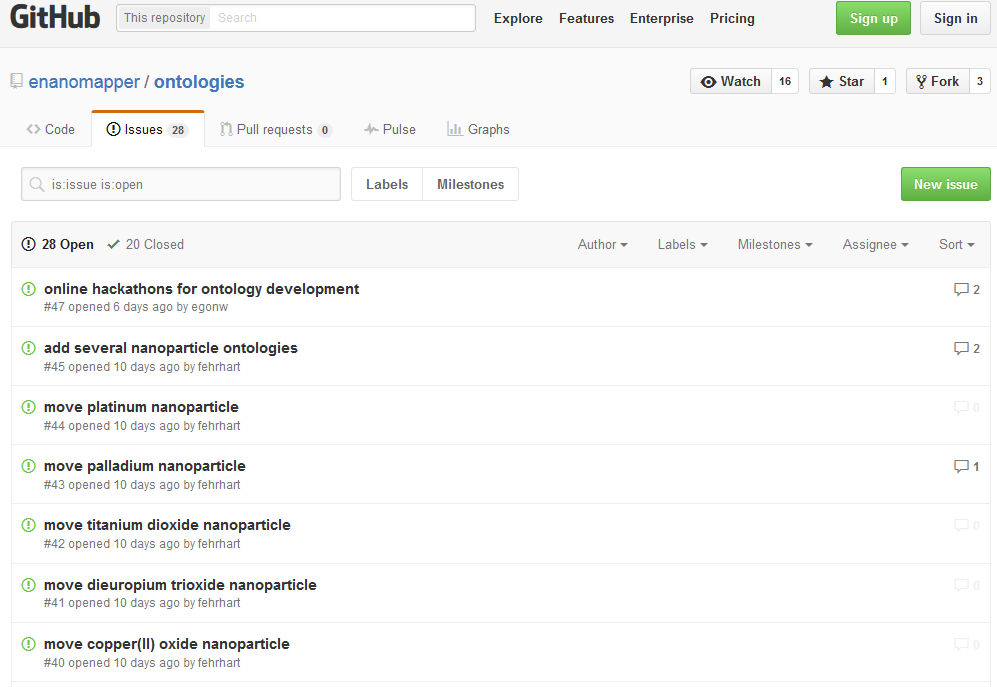 GitHub This repository Search Explore Features Enterprise Pricing Sign up Sign in
enanomapper / ontologies Watch 16 Star 1 Fork 3
Code Issues 28 Pull requests 0 Pulse Graphs
is:issue is:open Labels Milestones New issue
28 Open 20 Closed Author Labels Milestones Assignee Sort
online hackathons for ontology development 2
#47 opened 6 days ago by egonw
add several nanoparticle ontologies 2
#45 opened 10 days ago by fehrhart
move platinum nanoparticle 0
#44 opened 10 days ago by fehrhart
move palladium nanoparticle 1
#43 opened 10 days ago by fehrhart
move titanium dioxide nanoparticle 0
#42 opened 10 days ago by fehrhart
move dieuropium trioxide nanoparticle 0
#41 opened 10 days ago by fehrhart
move copper(II) oxide nanoparticle 0
#40 opened 10 days ago by fehrhart